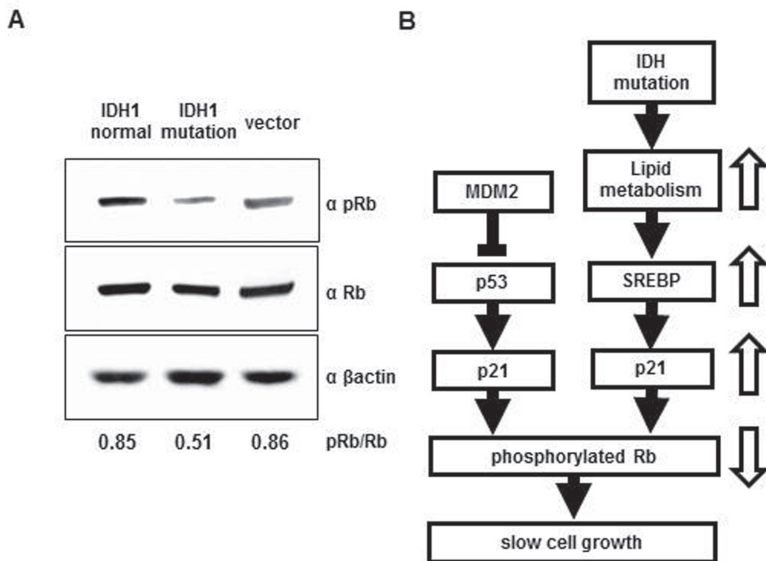 A
IDH1 normal
IDH1 mutation
vector
α pRb
α Rb
α βactin
0.85 0.51 0.86 pRb/Rb
B
IDH
mutation
Lipid
metabolism
MDM2
p53
SREBP
p21
p21
phosphorylated Rb
slow cell growth